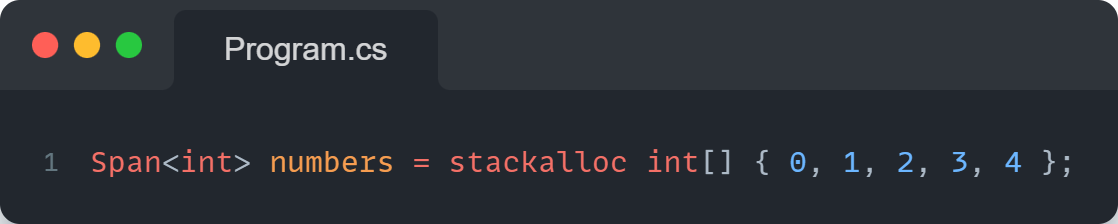 Program.cs
1 Span<int> numbers = stackalloc int[] { 0, 1, 2, 3, 4 };